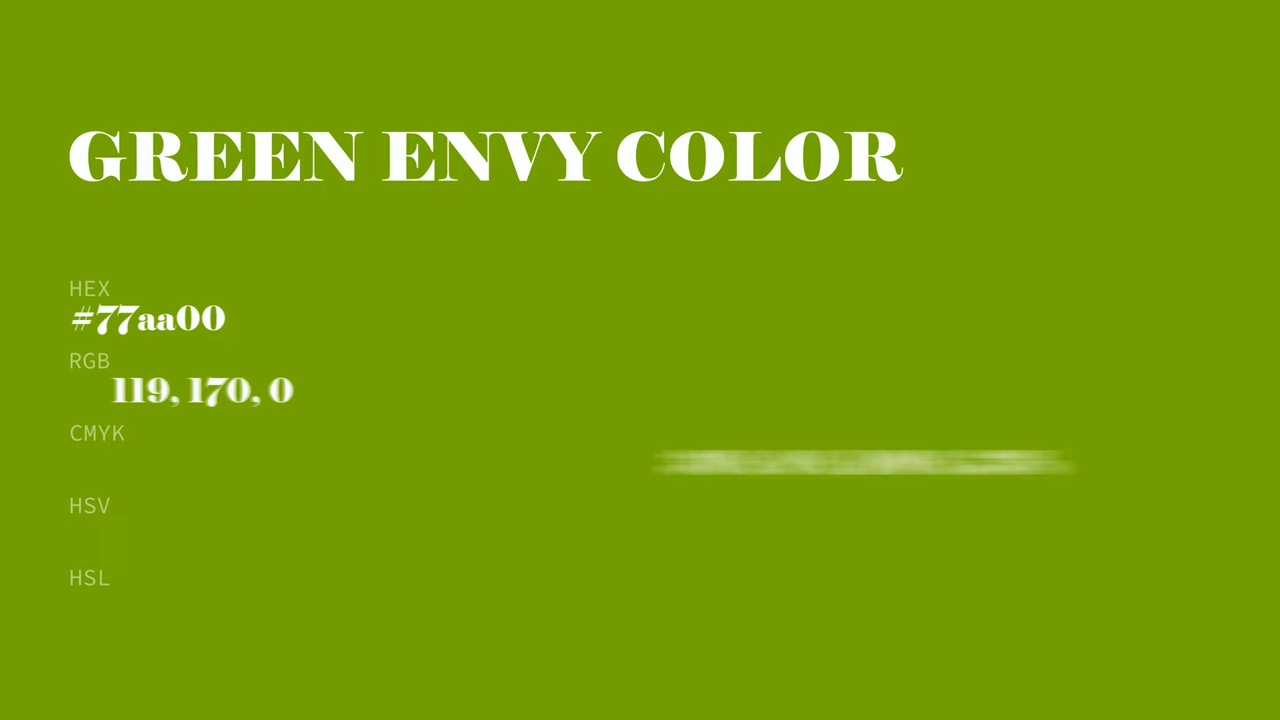 GREEN ENVY COLOR
HEX
#77aa00
RGB
119, 170, 0
CMYK
HSV
HSL